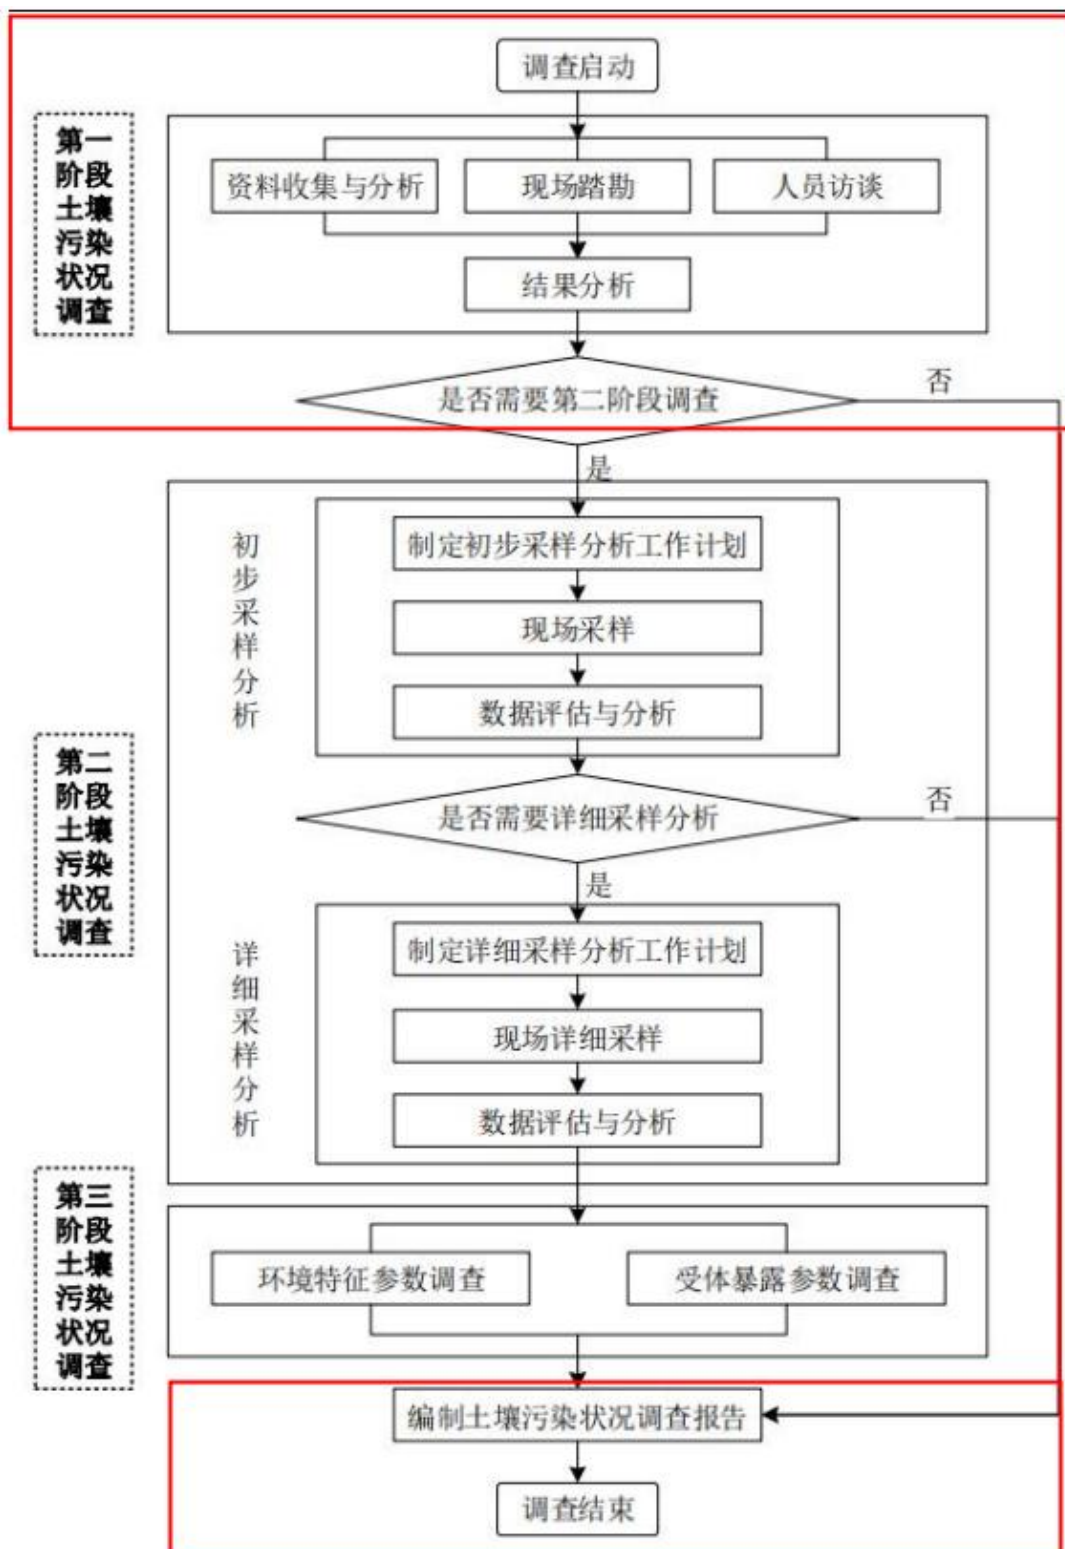 调查启动
第一
阶段
土壤
污染
状况
调查
资料收集与分析
现场踏勘
人员访谈
结果分析
是否需要第二阶段调查
否
是
第二
阶段
土壤
污染
状况
调查
初
步
采
样
分
析
制定初步采样分析工作计划
现场采样
数据评估与分析
是否需要详细采样分析
否
是
详
细
采
样
分
析
制定详细采样分析工作计划
现场详细采样
数据评估与分析
第三
阶段
土壤
污染
状况
调查
环境特征参数调查
受体暴露参数调查
编制土壤污染状况调查报告
调查结束